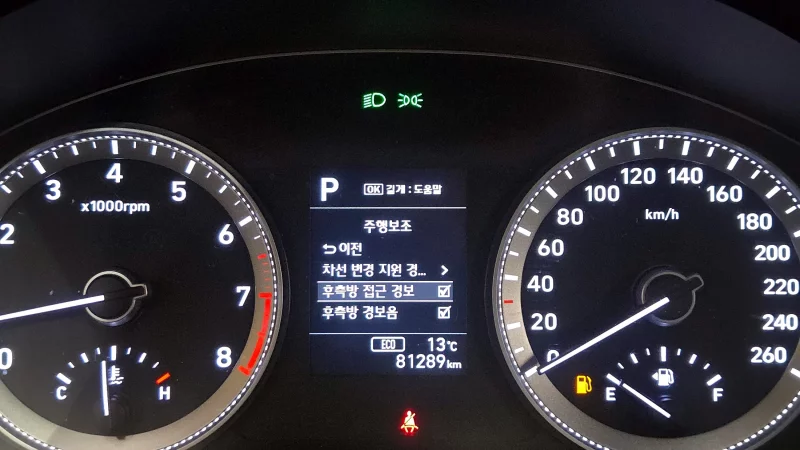 P OK 길게 : 도움말
주행보조
이전
차선 변경 지원 경...
후측방 접근 경보
후측방 경보음
ECO 13℃
81289km
x1000rpm
0
2
3
4
5
6
7
8
C H
km/h
0
20
40
60
80
100
120
140
160
180
200
220
240
260
E F